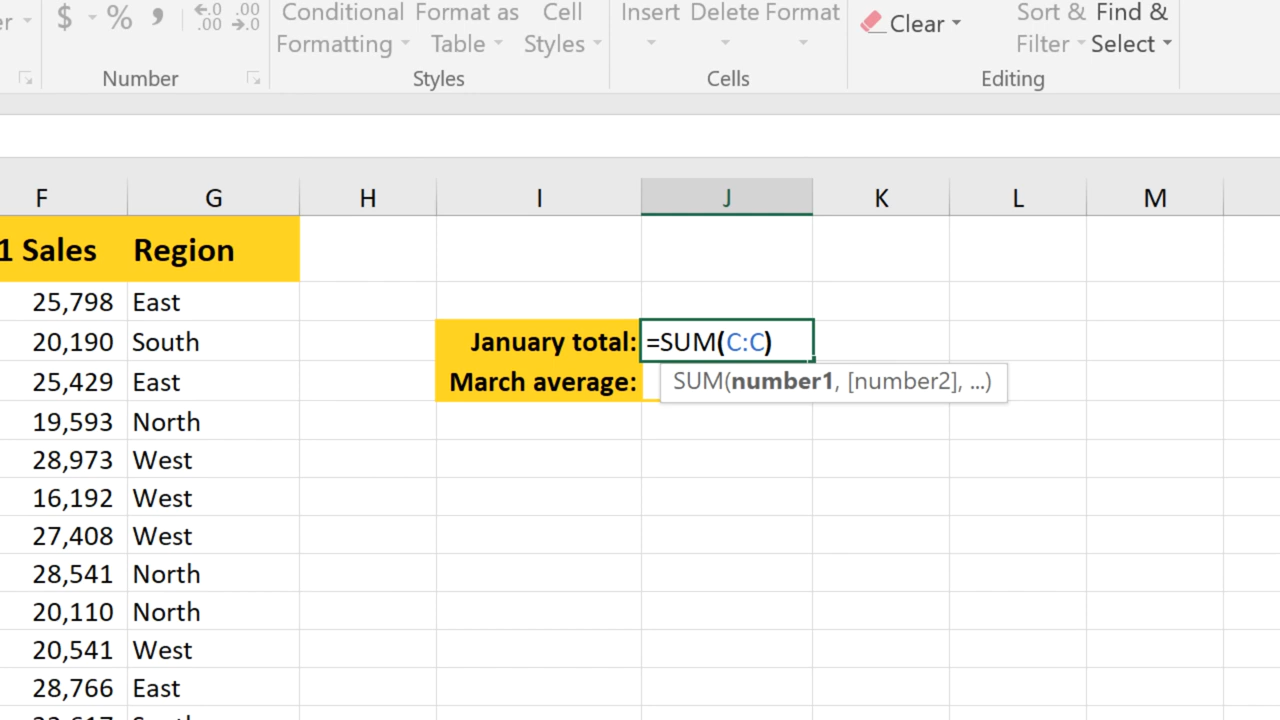 $ % , ←.0 .00
.00 →.0
Conditional Format as Cell
Formatting Table Styles
Insert Delete Format
Clear
Sort & Find &
Filter Select
Number Styles Cells Editing
F G H I J K L M
1 Sales Region
25,798 East
20,190 South January total: =SUM(C:C)
25,429 East March average: SUM(number1, [number2], ...)
19,593 North
28,973 West
16,192 West
27,408 West
28,541 North
20,110 North
20,541 West
28,766 East